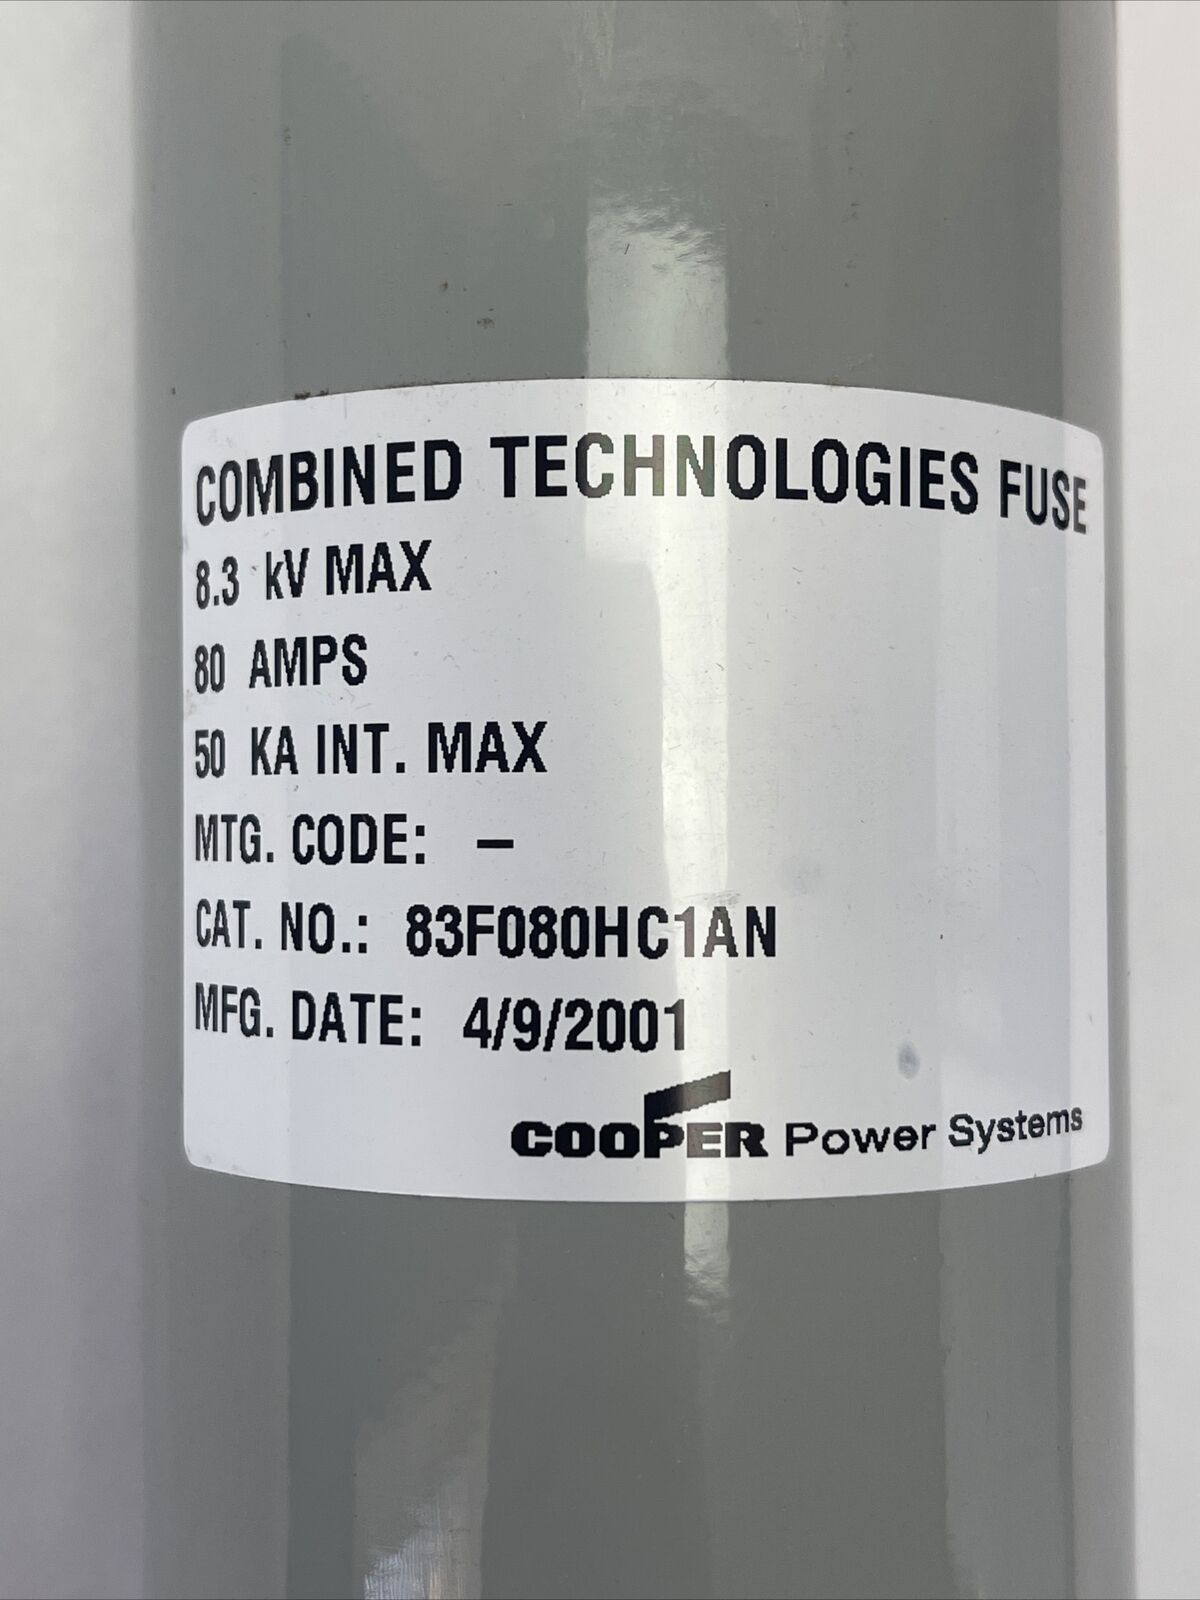 COMBINED TECHNOLOGIES FUSE
8.3 kV MAX
80 AMPS
50 KA INT. MAX
MTG. CODE: –
CAT. NO.: 83F080HC1AN
MFG. DATE: 4/9/2001
COOPER Power Systems